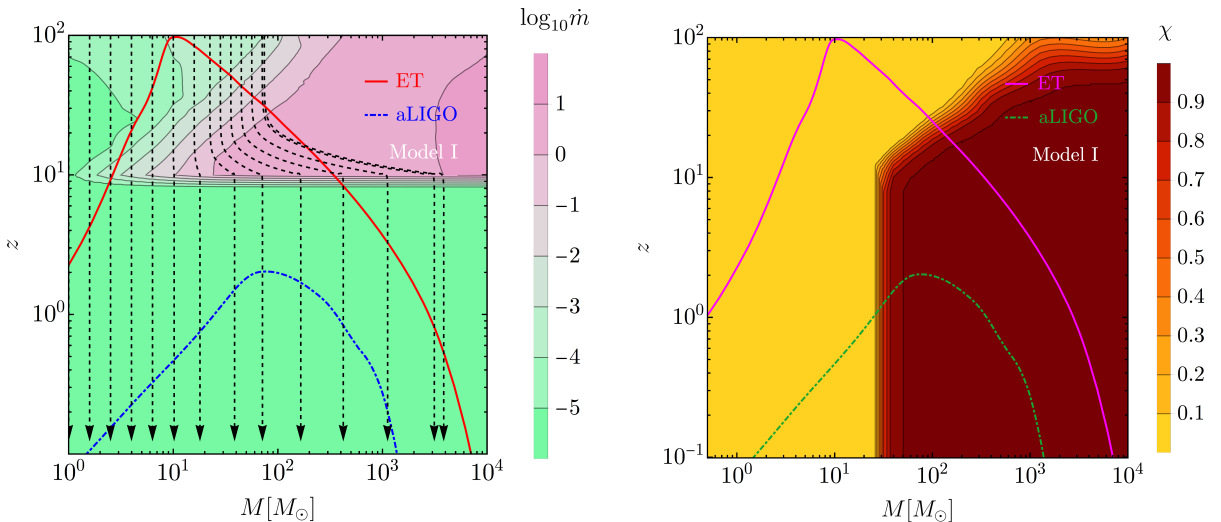 log₁₀ ṁ
10²
10¹
10⁰
z
ET
aLIGO
Model I
10⁰
10¹
10²
10³
10⁴
M[M☉]
1
0
−1
−2
−3
−4
−5
χ
10²
10¹
10⁰
10⁻¹
z
ET
aLIGO
Model I
10⁰
10¹
10²
10³
10⁴
M[M☉]
0.9
0.8
0.7
0.6
0.5
0.4
0.3
0.2
0.1